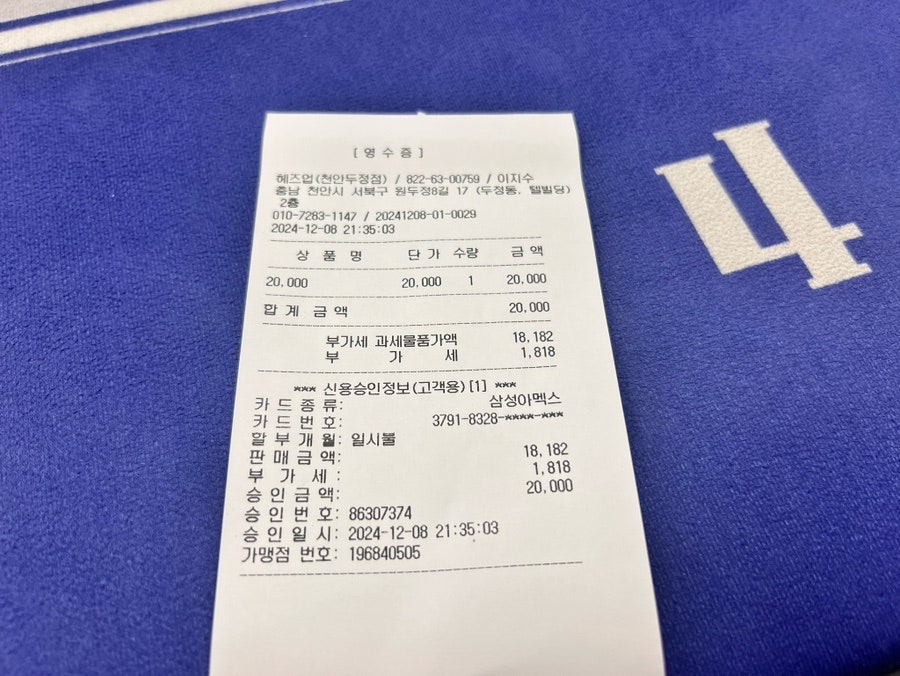 [ 영 수 증 ]
헤즈업(천안두정점) / 822-63-00759 / 이지수
충남 천안시 서북구 원두정8길 17 (두정동, 텔빌딩)
2층
010-7283-1147 / 20241208-01-0029
2024-12-08 21:35:03
상 품 명 단 가 수량 금 액
20,000 20,000 1 20,000
합 계 금 액 20,000
부가세 과세물품가액 18,182
부 가 세 1,818
*** 신용승인정보(고객용)[1] ***
카 드 종 류: 삼성아멕스
카 드 번 호: 3791-8328-****-***
할 부 개 월: 일시불
판 매 금 액: 18,182
부 가 세 : 1,818
승 인 금 액: 20,000
승 인 번 호: 86307374
승 인 일 시: 2024-12-08 21:35:03
가맹점 번호: 196840505
4